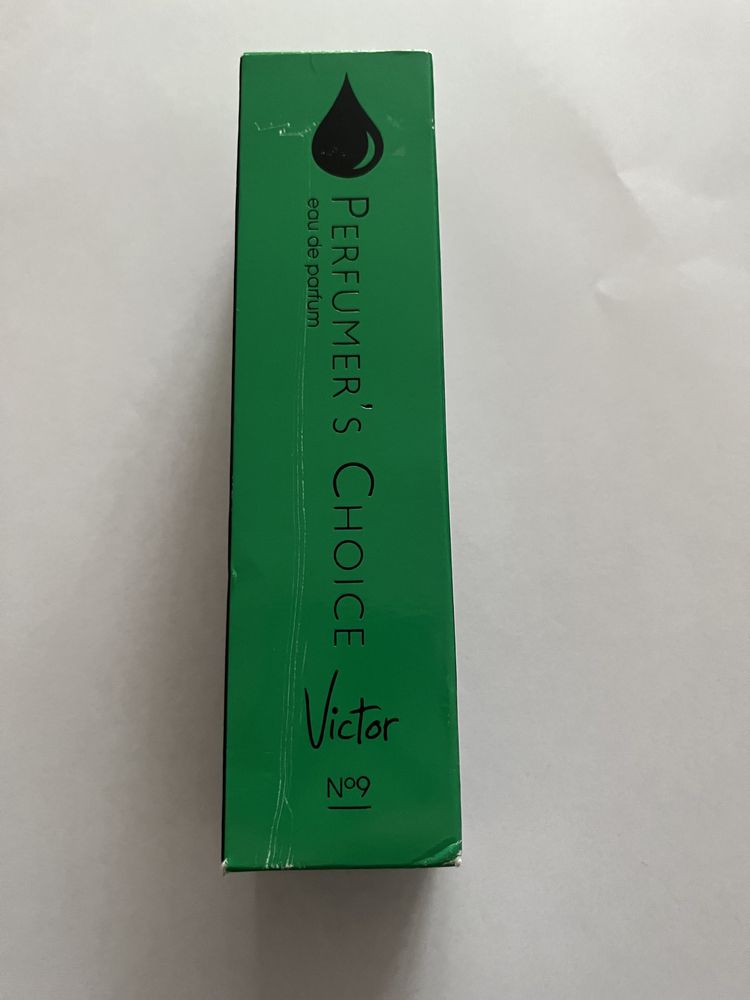 PERFUMER'S CHOICE
eau de parfum
Victor
Nº9